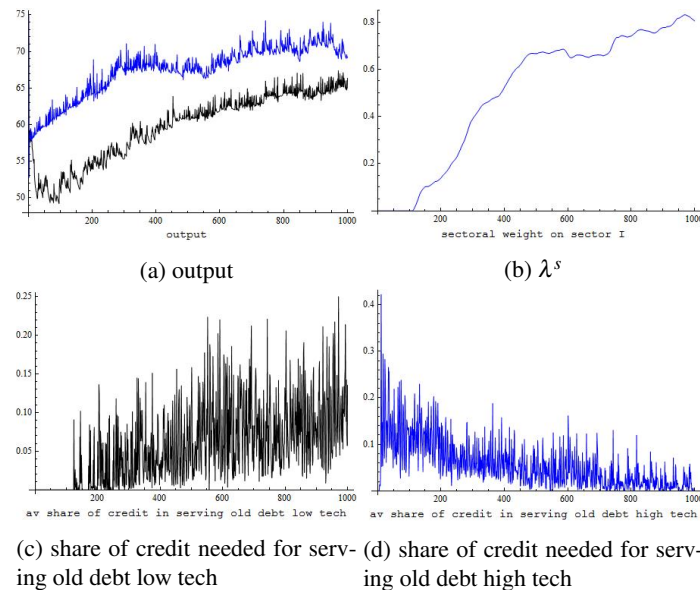 75
70
65
60
55
50
200 400 600 800 1000
output
0.8
0.6
0.4
0.2
200 400 600 800 1000
sectoral weight on sector I
(a) output
(b) λˢ
0.25
0.20
0.15
0.10
0.05
200 400 600 800 1000
av share of credit in serving old debt low tech
0.4
0.3
0.2
0.1
200 400 600 800 1000
av share of credit in serving old debt high tech
(c) share of credit needed for serv-
ing old debt low tech
(d) share of credit needed for serv-
ing old debt high tech